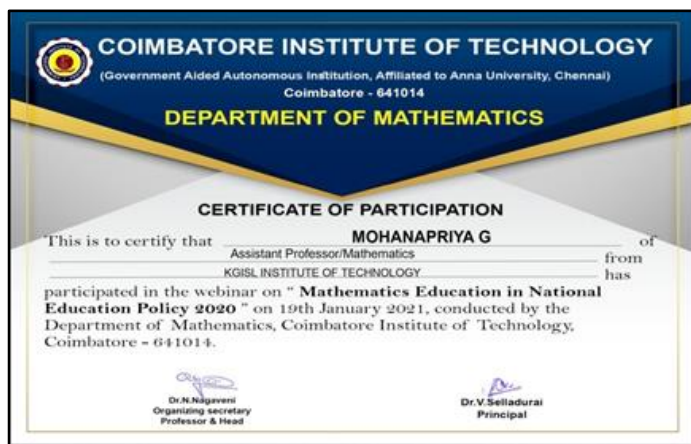 COIMBATORE INSTITUTE OF TECHNOLOGY
(Government Aided Autonomous Institution, Affiliated to Anna University, Chennai)
Coimbatore - 641014
DEPARTMENT OF MATHEMATICS
CERTIFICATE OF PARTICIPATION
This is to certify that MOHANAPRIYA G of
Assistant Professor/Mathematics from
KGISL INSTITUTE OF TECHNOLOGY has
participated in the webinar on " Mathematics Education in National
Education Policy 2020 " on 19th January 2021, conducted by the
Department of Mathematics, Coimbatore Institute of Technology,
Coimbatore - 641014.
Dr.N.Nagaveni
Organizing secretary
Professor & Head
Dr.V.Selladurai
Principal